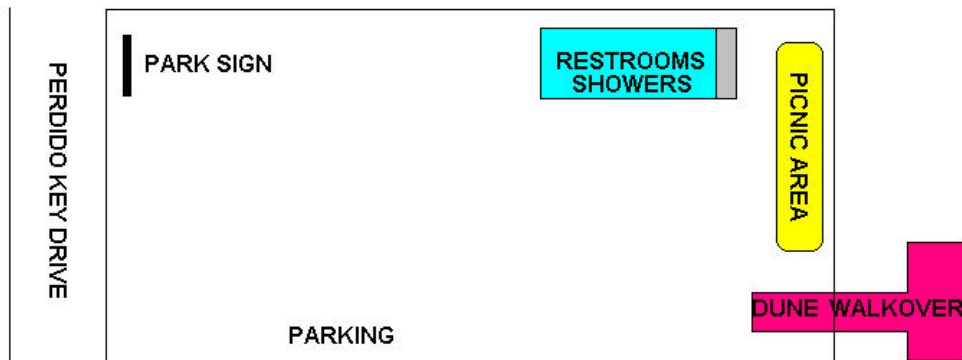 PERDIDO KEY DRIVE
PARK SIGN
RESTROOMS
SHOWERS
PICNIC AREA
DUNE WALKOVER
PARKING